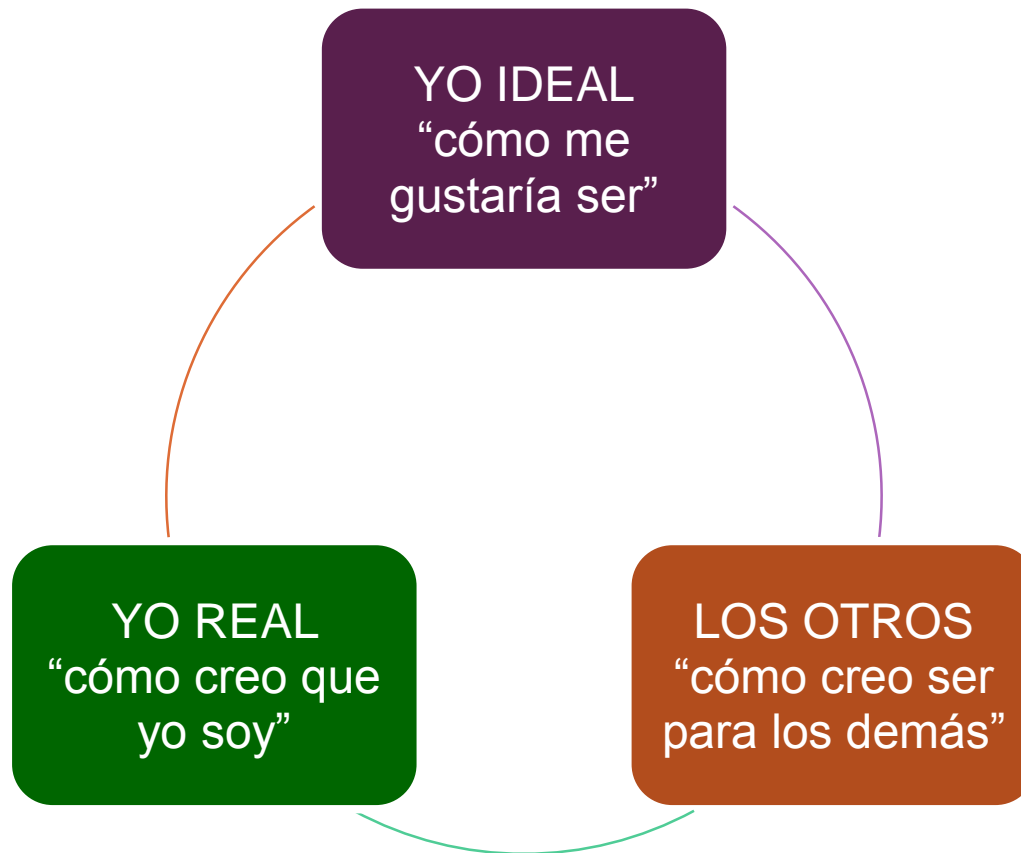 YO IDEAL
“cómo me
gustaría ser”
YO REAL
“cómo creo que
yo soy”
LOS OTROS
“cómo creo ser
para los demás”